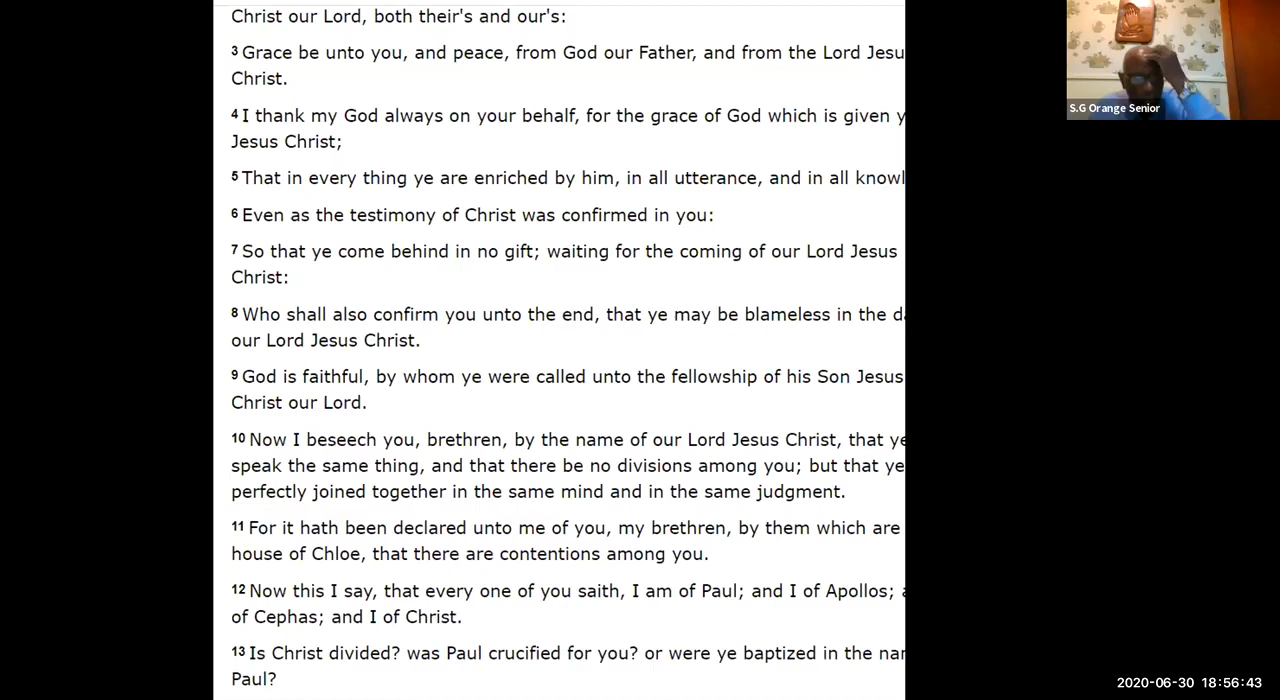 Christ our Lord, both their's and our's:
3 Grace be unto you, and peace, from God our Father, and from the Lord Jesu
Christ.
4 I thank my God always on your behalf, for the grace of God which is given y
Jesus Christ;
5 That in every thing ye are enriched by him, in all utterance, and in all knowl
6 Even as the testimony of Christ was confirmed in you:
7 So that ye come behind in no gift; waiting for the coming of our Lord Jesus
Christ:
8 Who shall also confirm you unto the end, that ye may be blameless in the da
our Lord Jesus Christ.
9 God is faithful, by whom ye were called unto the fellowship of his Son Jesus
Christ our Lord.
10 Now I beseech you, brethren, by the name of our Lord Jesus Christ, that ye
speak the same thing, and that there be no divisions among you; but that ye
perfectly joined together in the same mind and in the same judgment.
11 For it hath been declared unto me of you, my brethren, by them which are
house of Chloe, that there are contentions among you.
12 Now this I say, that every one of you saith, I am of Paul; and I of Apollos; a
of Cephas; and I of Christ.
13 Is Christ divided? was Paul crucified for you? or were ye baptized in the nar
Paul?
S.G Orange Senior
2020-06-30 18:56:43